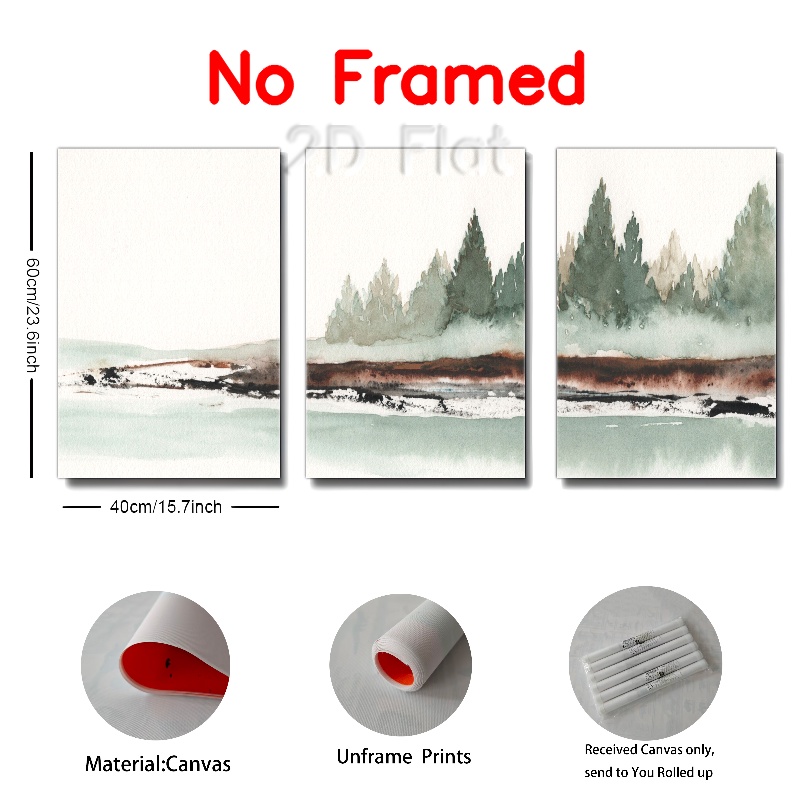 No Framed
2D Flat
60cm/23.6inch
40cm/15.7inch
Material:Canvas
Unframe Prints
Received Canvas only,
send to You Rolled up